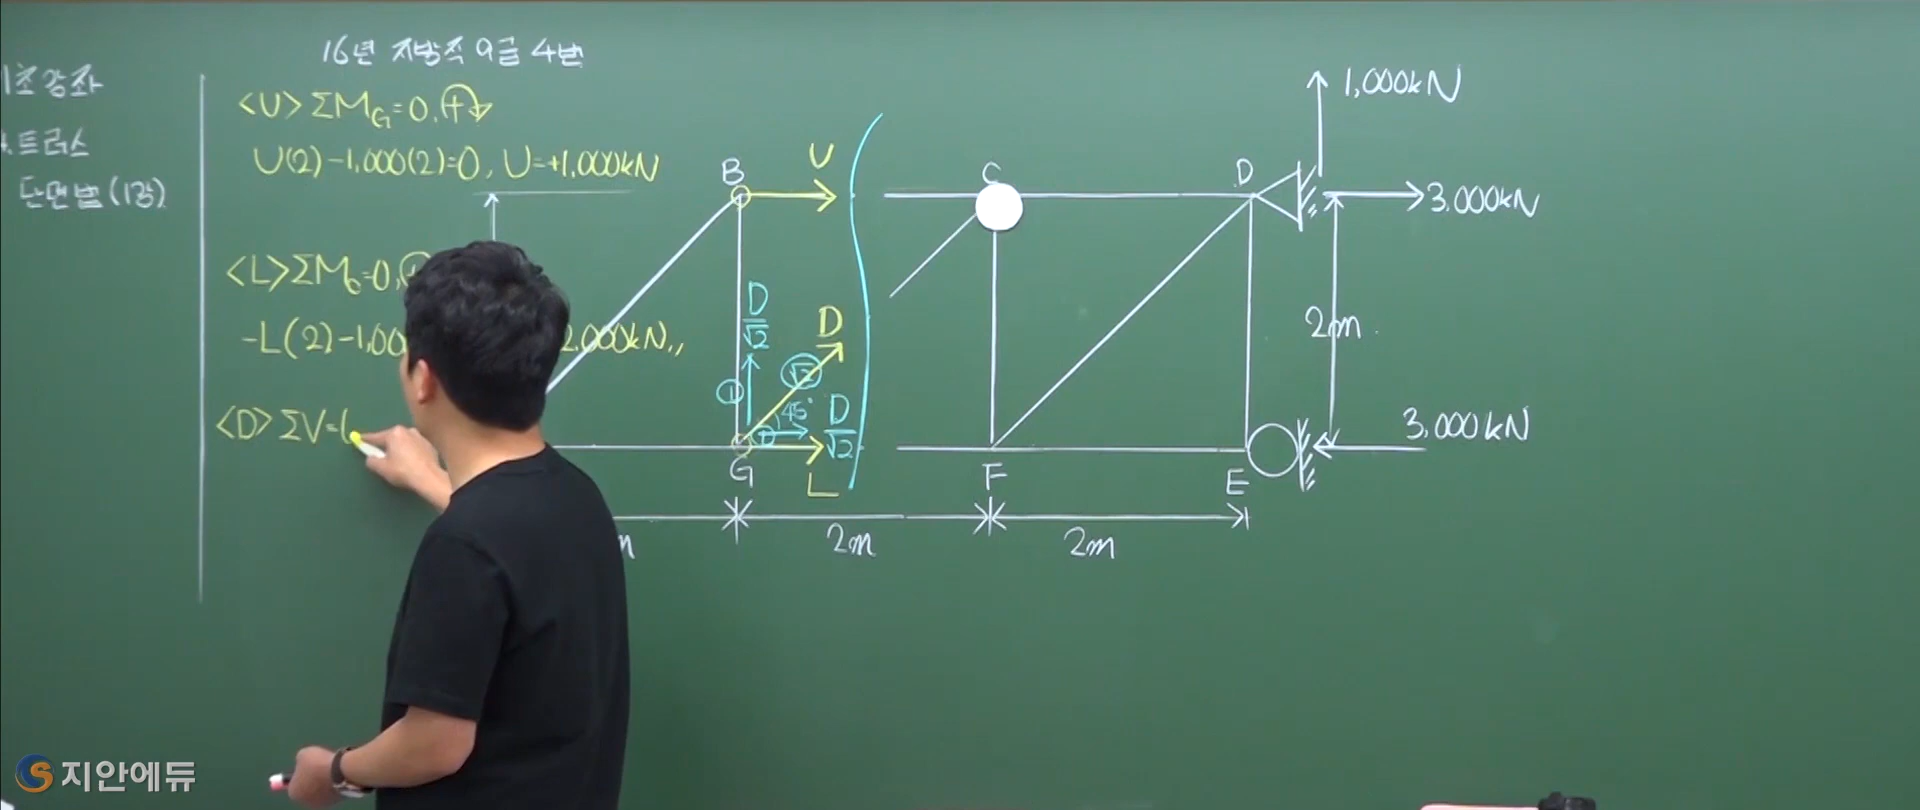 16년 지방직 9급 4번
기초강좌
트러스
단면법(1강)
<U> ΣM_G=0, (+)
U(2)-1,000(2)=0, U=+1,000kN
<L> ΣM_C=0,
-L(2)-1,00
2,000kN,,
<D> ΣV=
B
U
C
D
1,000kN
3,000kN
D/√2
D
√2
1
45°
1
D/√2
G
L
F
E
2m
3,000kN
m
2m
2m
지안에듀